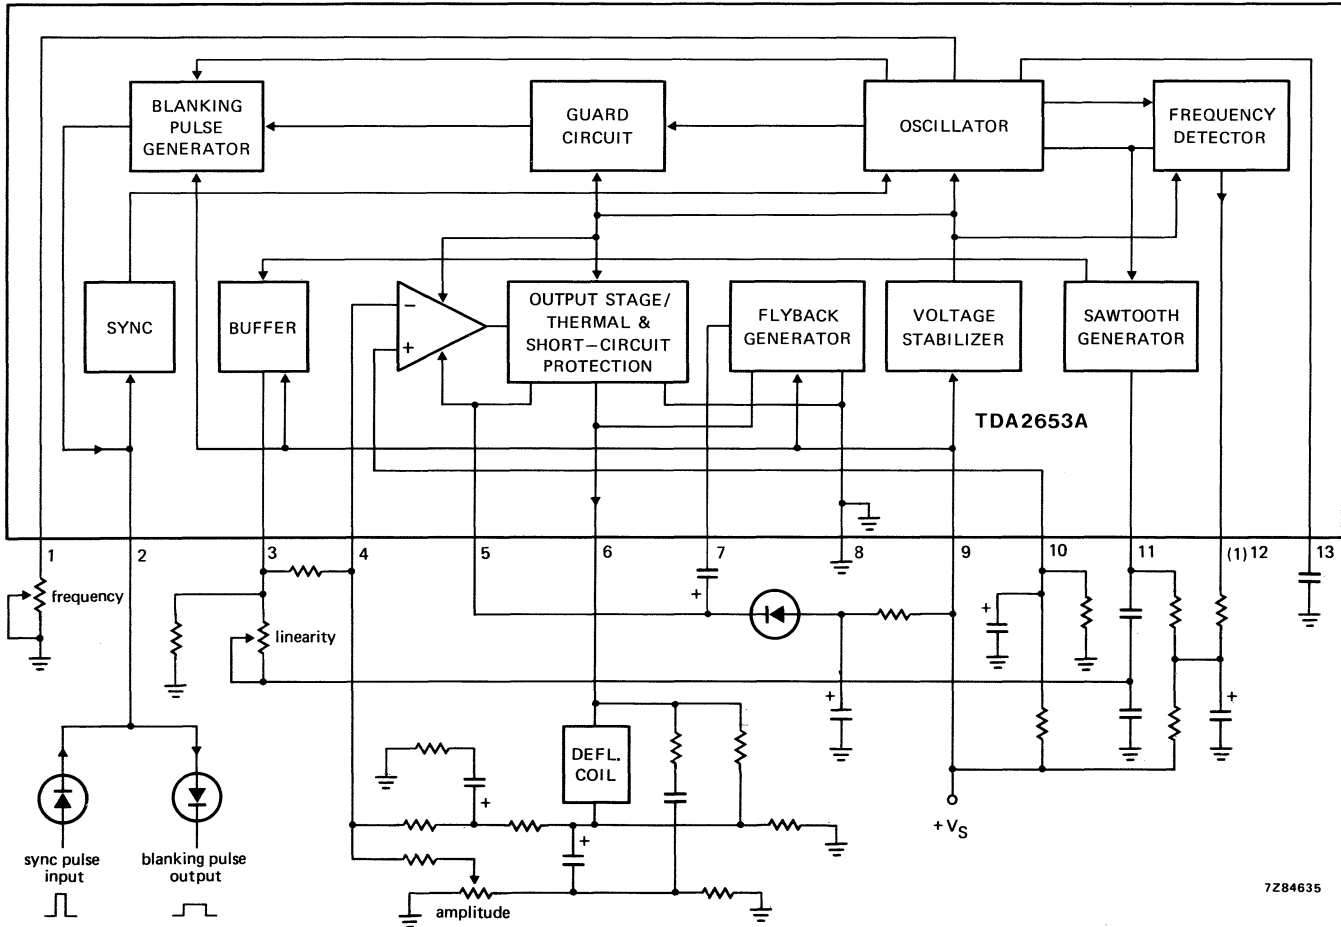 BLANKING
PULSE
GENERATOR
GUARD
CIRCUIT
OSCILLATOR
FREQUENCY
DETECTOR
SYNC
BUFFER
−
+
OUTPUT STAGE/
THERMAL &
SHORT–CIRCUIT
PROTECTION
FLYBACK
GENERATOR
VOLTAGE
STABILIZER
SAWTOOTH
GENERATOR
TDA2653A
1 2 3 4 5 6 7 8 9 10 11 (1) 12 13
frequency
linearity
+
+
+
+
DEFL.
COIL
+
+
+VS
sync pulse
input
blanking pulse
output
amplitude
7Z84635